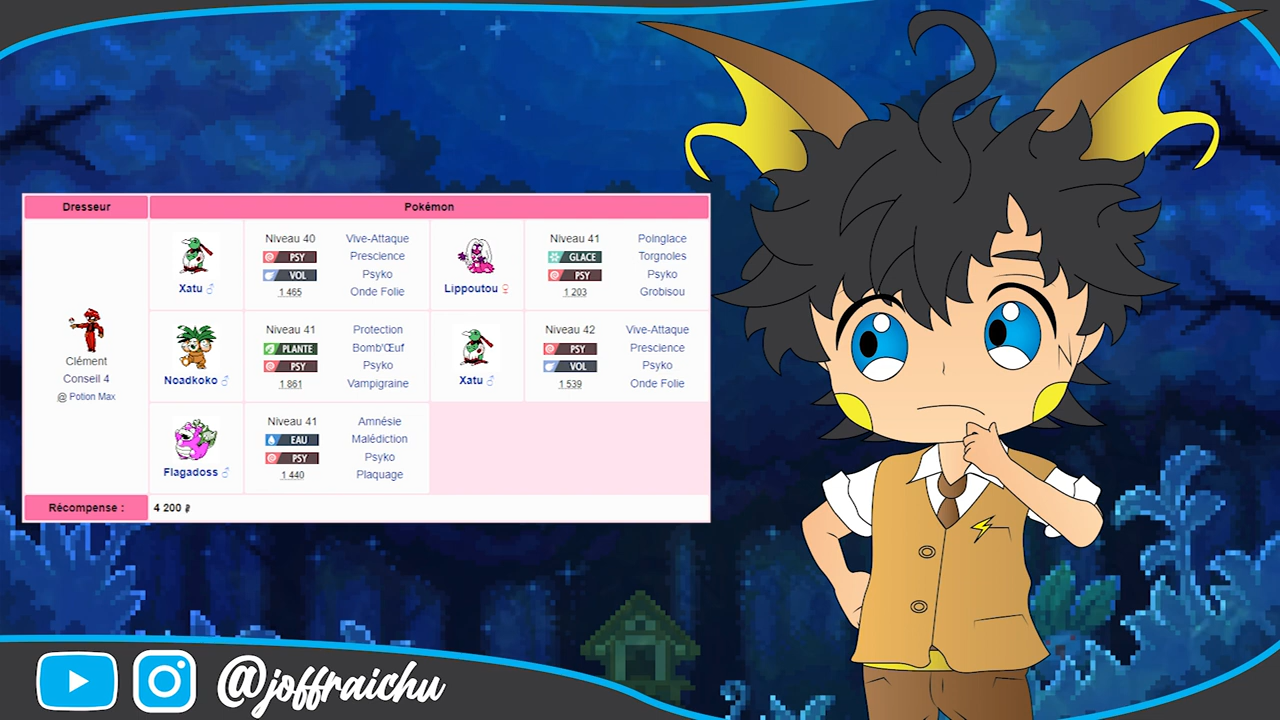 Dresseur
Pokémon
Clément
Conseil 4
@ Potion Max
Xatu ♂
Niveau 40
PSY
VOL
1 465
Vive-Attaque
Prescience
Psyko
Onde Folie
Lippoutou ♀
Niveau 41
GLACE
PSY
1 203
Poinglace
Torgnoles
Psyko
Grobisou
Noadkoko ♂
Niveau 41
PLANTE
PSY
1 861
Protection
Bomb'Œuf
Psyko
Vampigraine
Xatu ♂
Niveau 42
PSY
VOL
1 539
Vive-Attaque
Prescience
Psyko
Onde Folie
Flagadoss ♂
Niveau 41
EAU
PSY
1 440
Amnésie
Malédiction
Psyko
Plaquage
Récompense :
4 200 ₽
@joffraichu